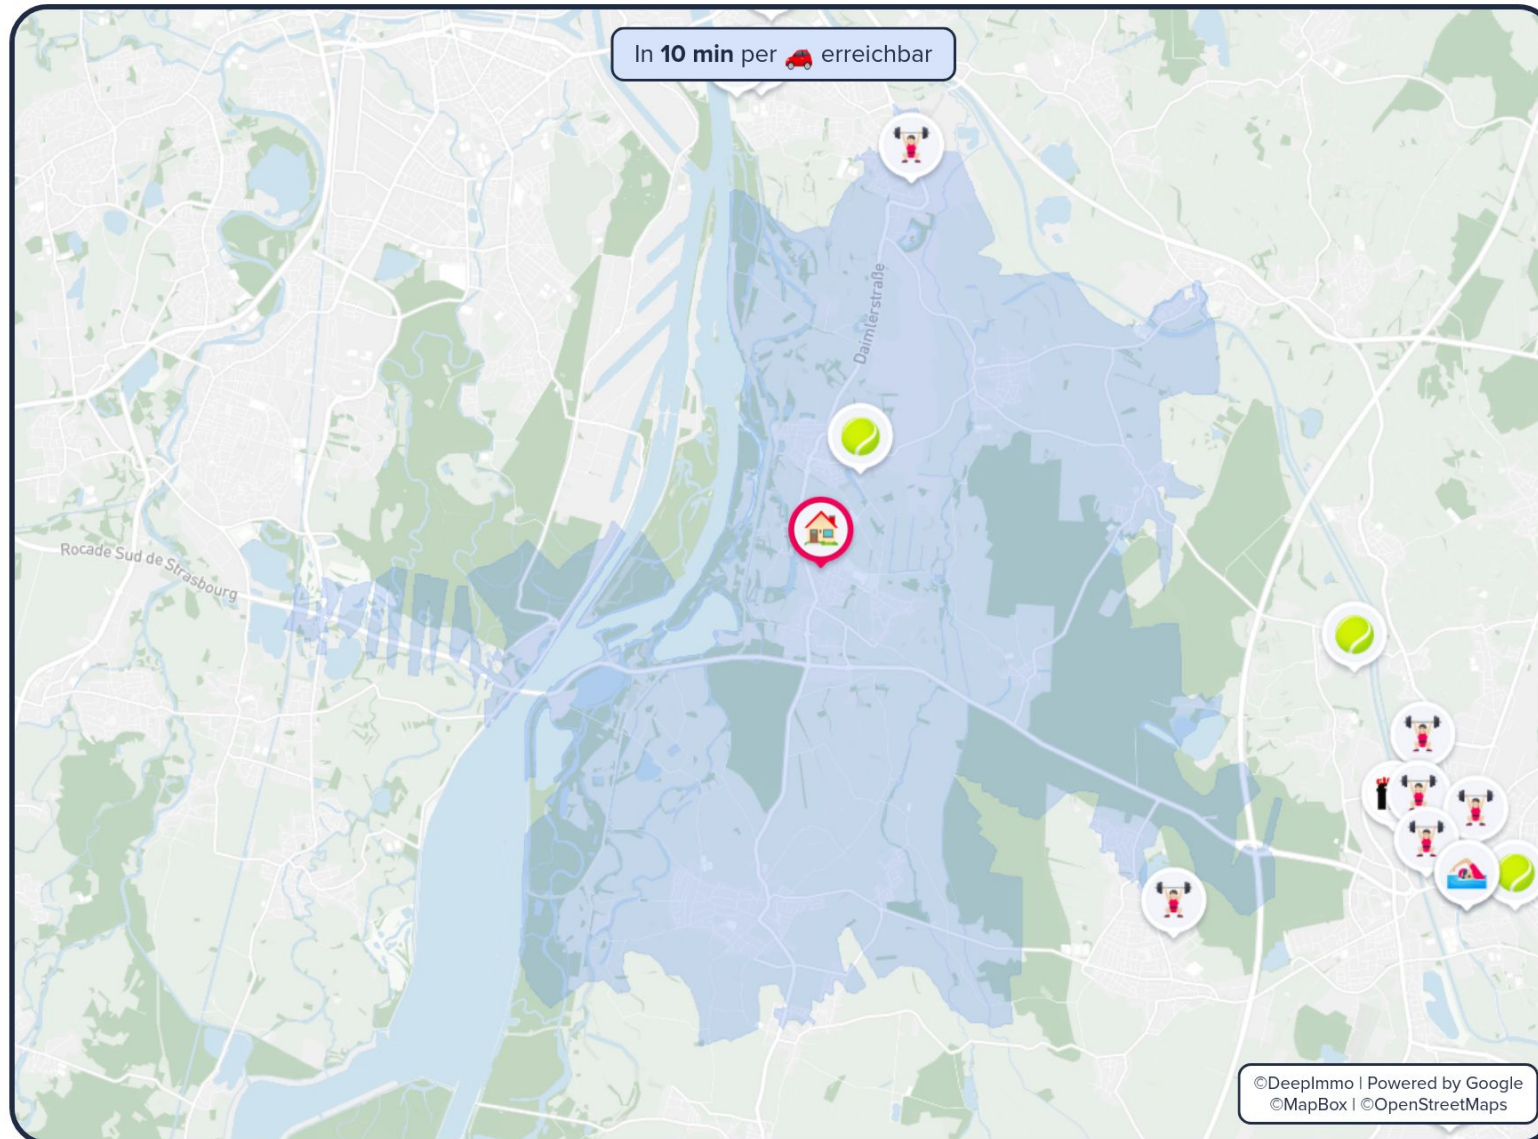 In 10 min per erreichbar
Daimlerstraße
Rocade Sud de Strasbourg
©DeepImmo | Powered by Google
©MapBox | ©OpenStreetMaps